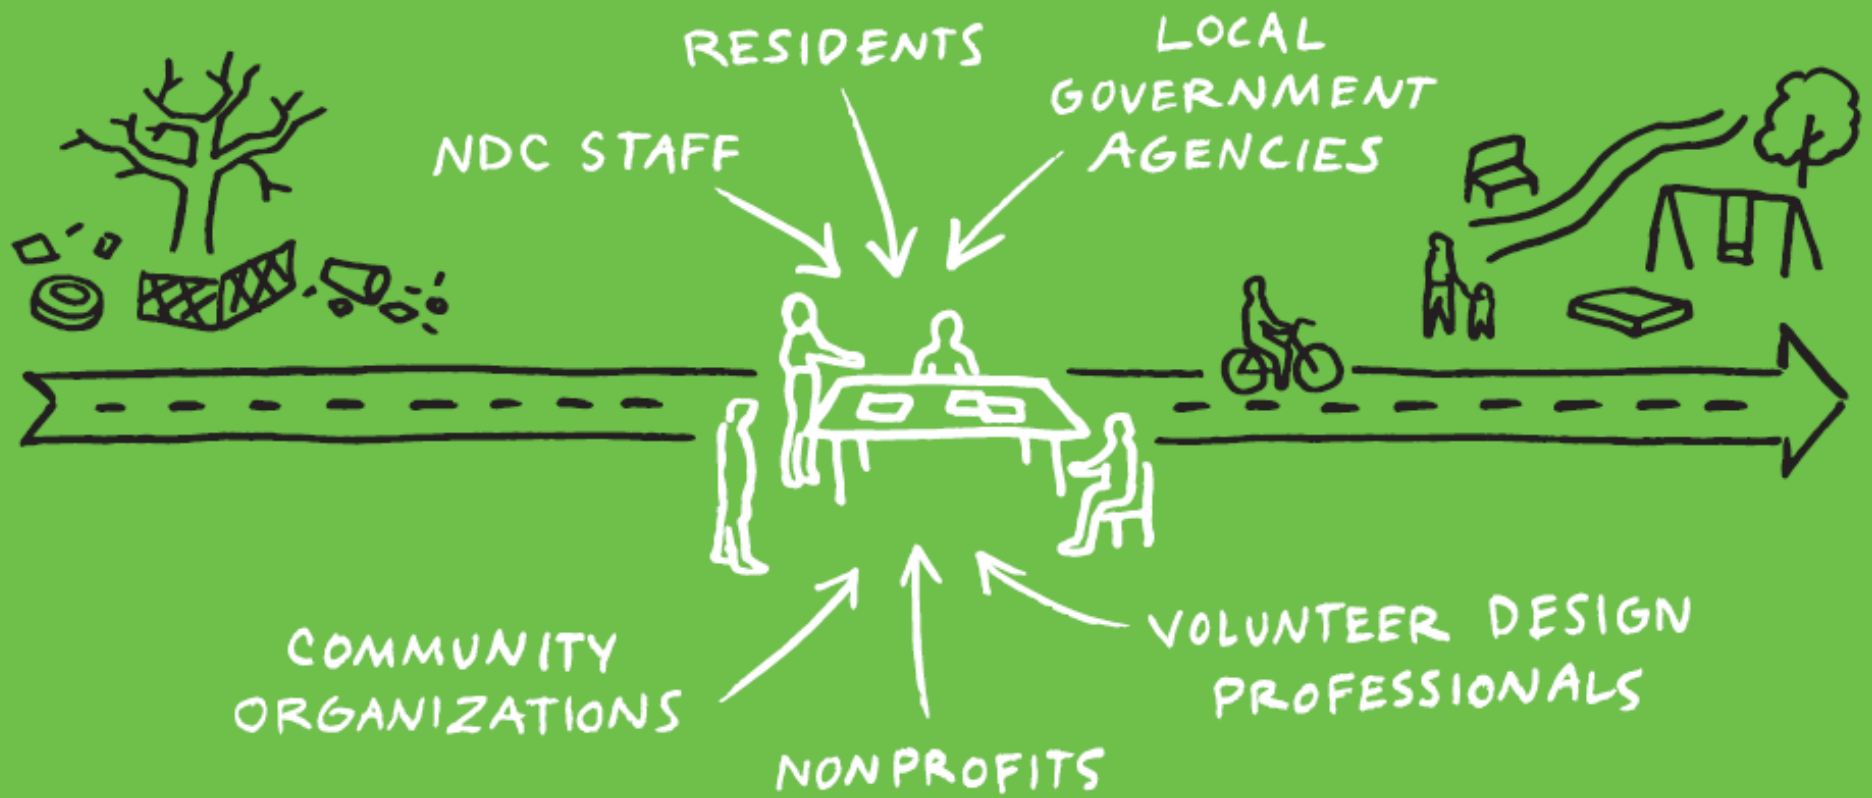 RESIDENTS
LOCAL
GOVERNMENT
AGENCIES
NDC STAFF
COMMUNITY
ORGANIZATIONS
NONPROFITS
VOLUNTEER DESIGN
PROFESSIONALS